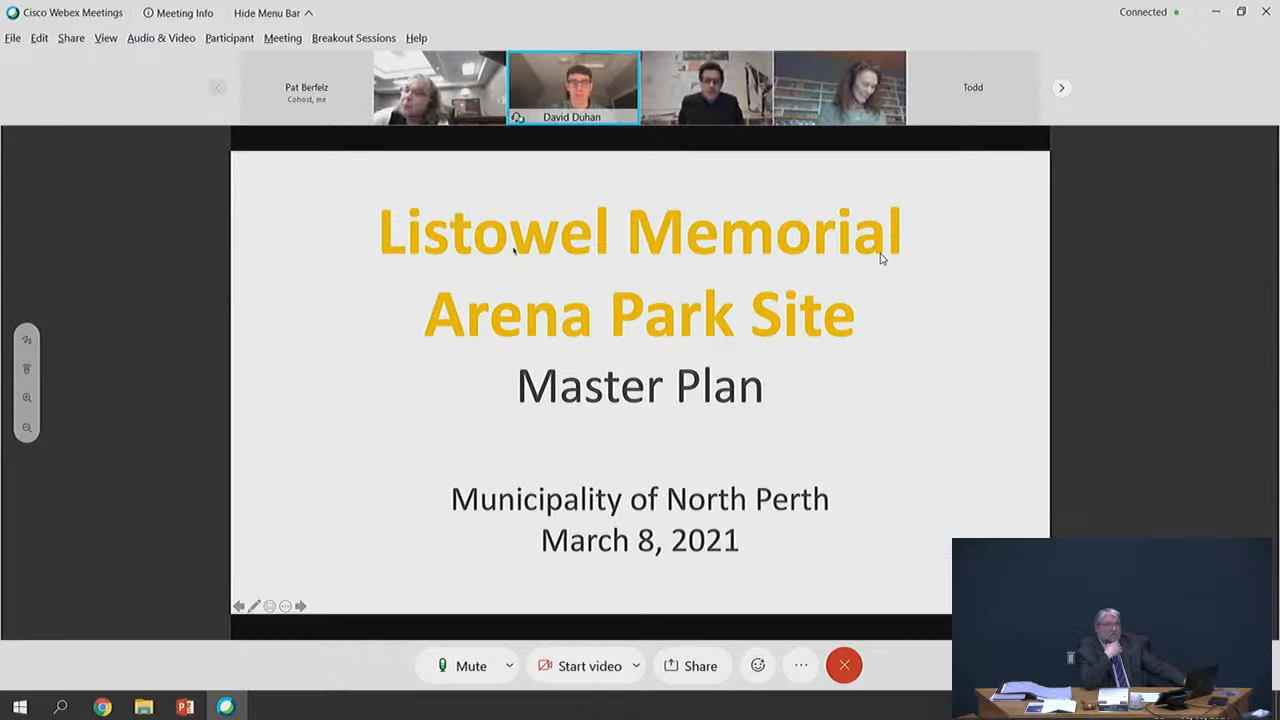 Cisco Webex Meetings
Meeting Info
Hide Menu Bar
Connected
File Edit Share View Audio & Video Participant Meeting Breakout Sessions Help
Pat Berfelz
Cohost, me
David Duhan
Todd
Listowel Memorial
Arena Park Site
Master Plan
Municipality of North Perth
March 8, 2021
Mute
Start video
Share